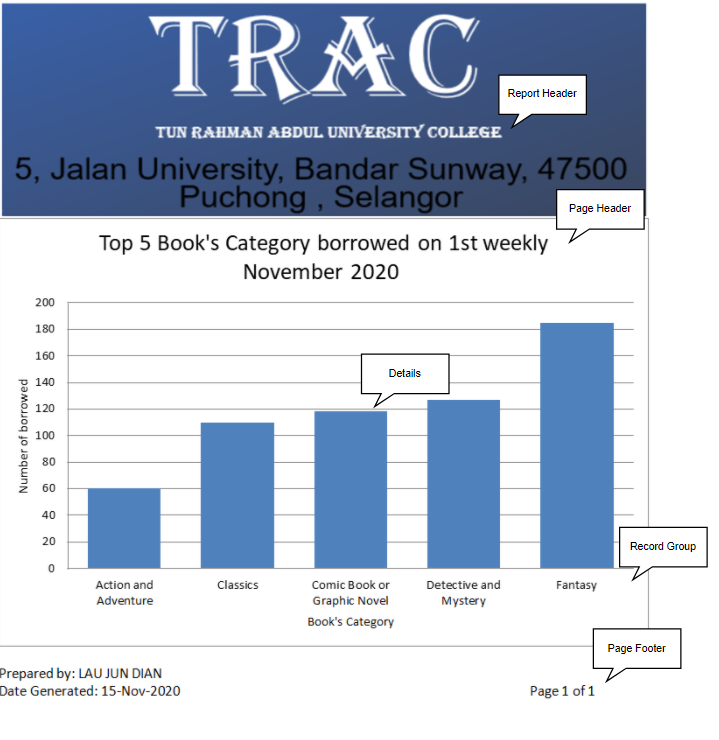 TRAC
Report Header
TUN RAHMAN ABDUL UNIVERSITY COLLEGE
5, Jalan University, Bandar Sunway, 47500
Puchong , Selangor
Page Header
Top 5 Book's Category borrowed on 1st weekly
November 2020
Number of borrowed
200
180
160
140
120
100
80
60
40
20
0
Details
Record Group
Action and
Adventure
Classics
Comic Book or
Graphic Novel
Detective and
Mystery
Fantasy
Book's Category
Page Footer
Prepared by: LAU JUN DIAN
Date Generated: 15-Nov-2020
Page 1 of 1